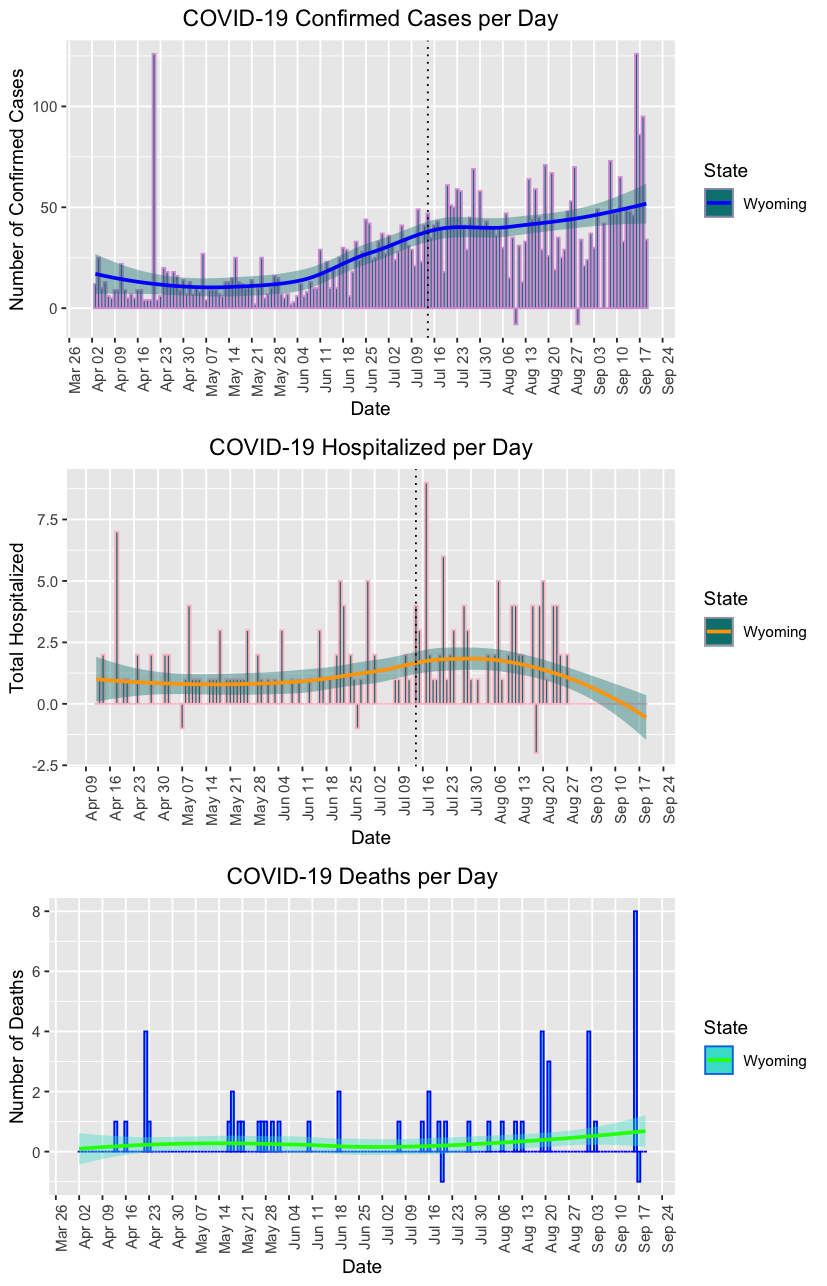 COVID-19 Confirmed Cases per Day
Number of Confirmed Cases
100
50
0
Mar 26
Apr 02
Apr 09
Apr 16
Apr 23
Apr 30
May 07
May 14
May 21
May 28
Jun 04
Jun 11
Jun 18
Jun 25
Jul 02
Jul 09
Jul 16
Jul 23
Jul 30
Aug 06
Aug 13
Aug 20
Aug 27
Sep 03
Sep 10
Sep 17
Sep 24
Date
State
Wyoming
COVID-19 Hospitalized per Day
Total Hospitalized
7.5
5.0
2.5
0.0
-2.5
Apr 09
Apr 16
Apr 23
Apr 30
May 07
May 14
May 21
May 28
Jun 04
Jun 11
Jun 18
Jun 25
Jul 02
Jul 09
Jul 16
Jul 23
Jul 30
Aug 06
Aug 13
Aug 20
Aug 27
Sep 03
Sep 10
Sep 17
Sep 24
Date
State
Wyoming
COVID-19 Deaths per Day
Number of Deaths
8
6
4
2
0
Mar 26
Apr 02
Apr 09
Apr 16
Apr 23
Apr 30
May 07
May 14
May 21
May 28
Jun 04
Jun 11
Jun 18
Jun 25
Jul 02
Jul 09
Jul 16
Jul 23
Jul 30
Aug 06
Aug 13
Aug 20
Aug 27
Sep 03
Sep 10
Sep 17
Sep 24
Date
State
Wyoming